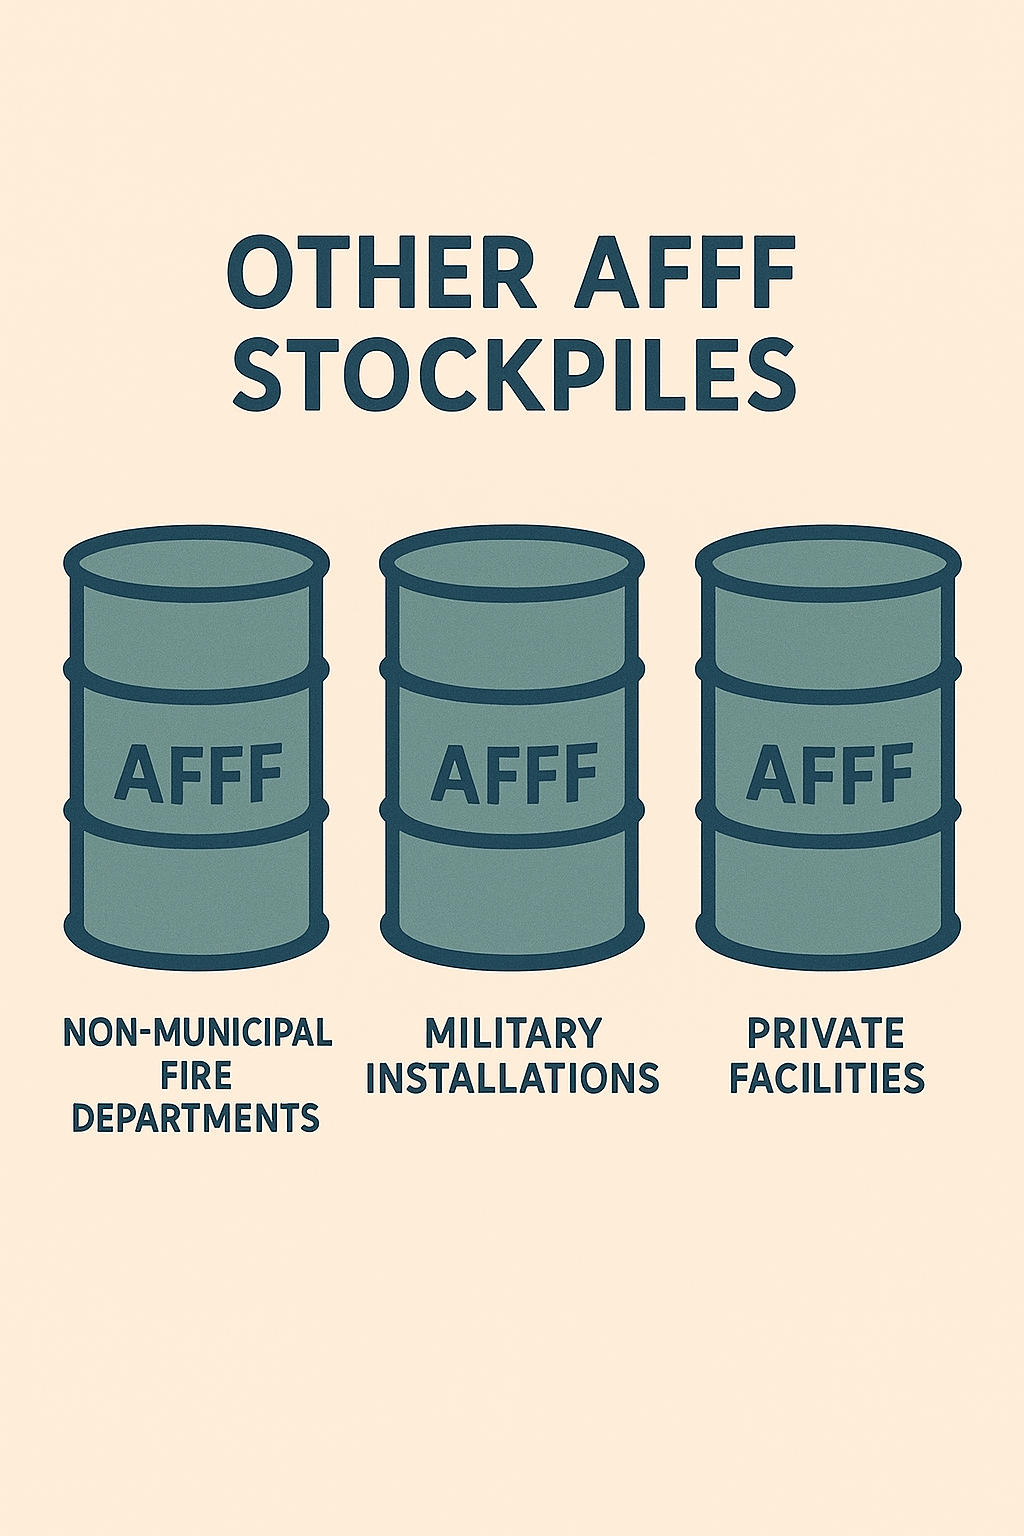 OTHER AFFF
STOCKPILES
AFFF
AFFF
AFFF
NON-MUNICIPAL
FIRE
DEPARTMENTS
MILITARY
INSTALLATIONS
PRIVATE
FACILITIES